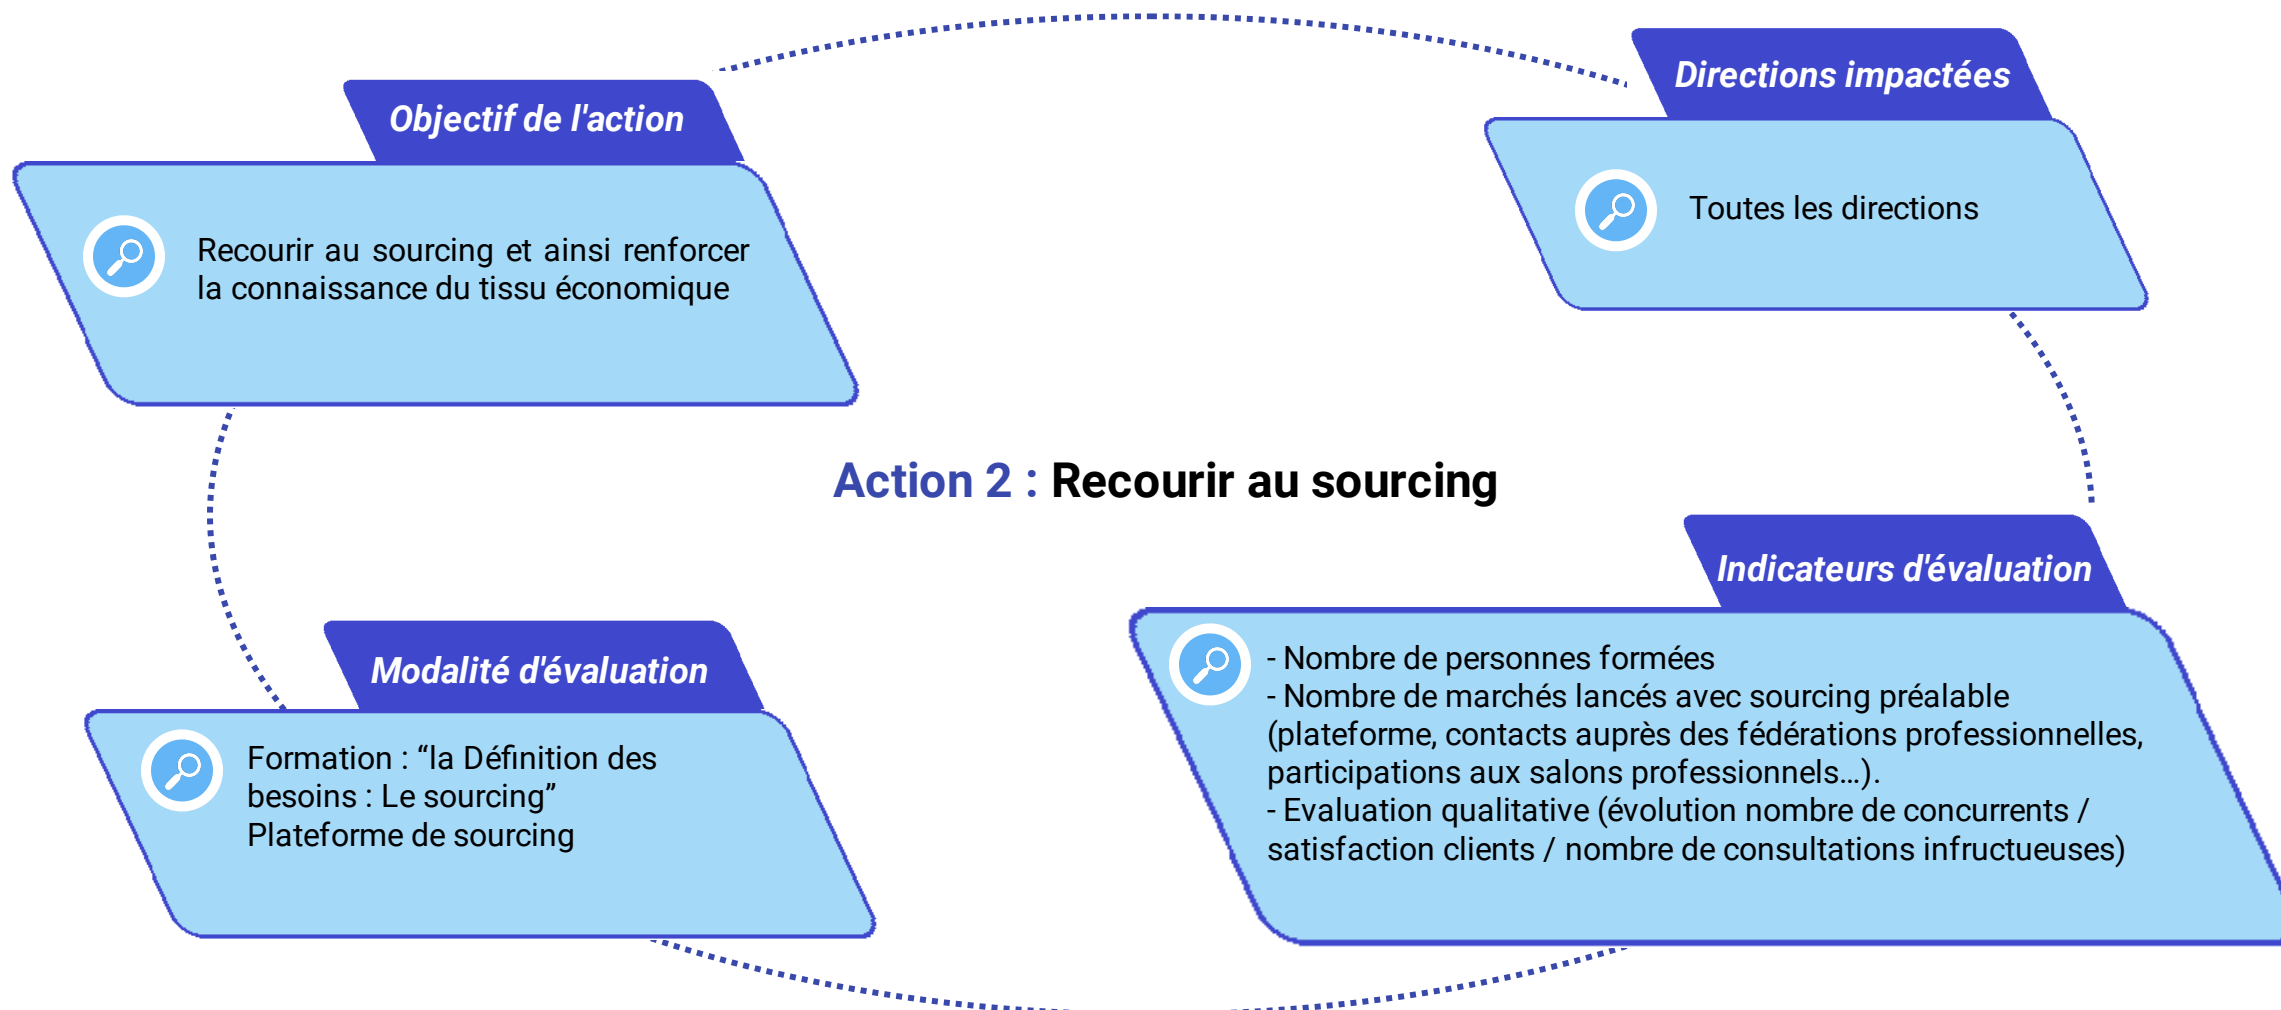 Objectif de l'action
Recourir au sourcing et ainsi renforcer
la connaissance du tissu économique
Directions impactées
Toutes les directions
Action 2 : Recourir au sourcing
Modalité d'évaluation
Formation : “la Définition des
besoins : Le sourcing”
Plateforme de sourcing
Indicateurs d'évaluation
- Nombre de personnes formées
- Nombre de marchés lancés avec sourcing préalable
(plateforme, contacts auprès des fédérations professionnelles,
participations aux salons professionnels…).
- Evaluation qualitative (évolution nombre de concurrents /
satisfaction clients / nombre de consultations infructueuses)